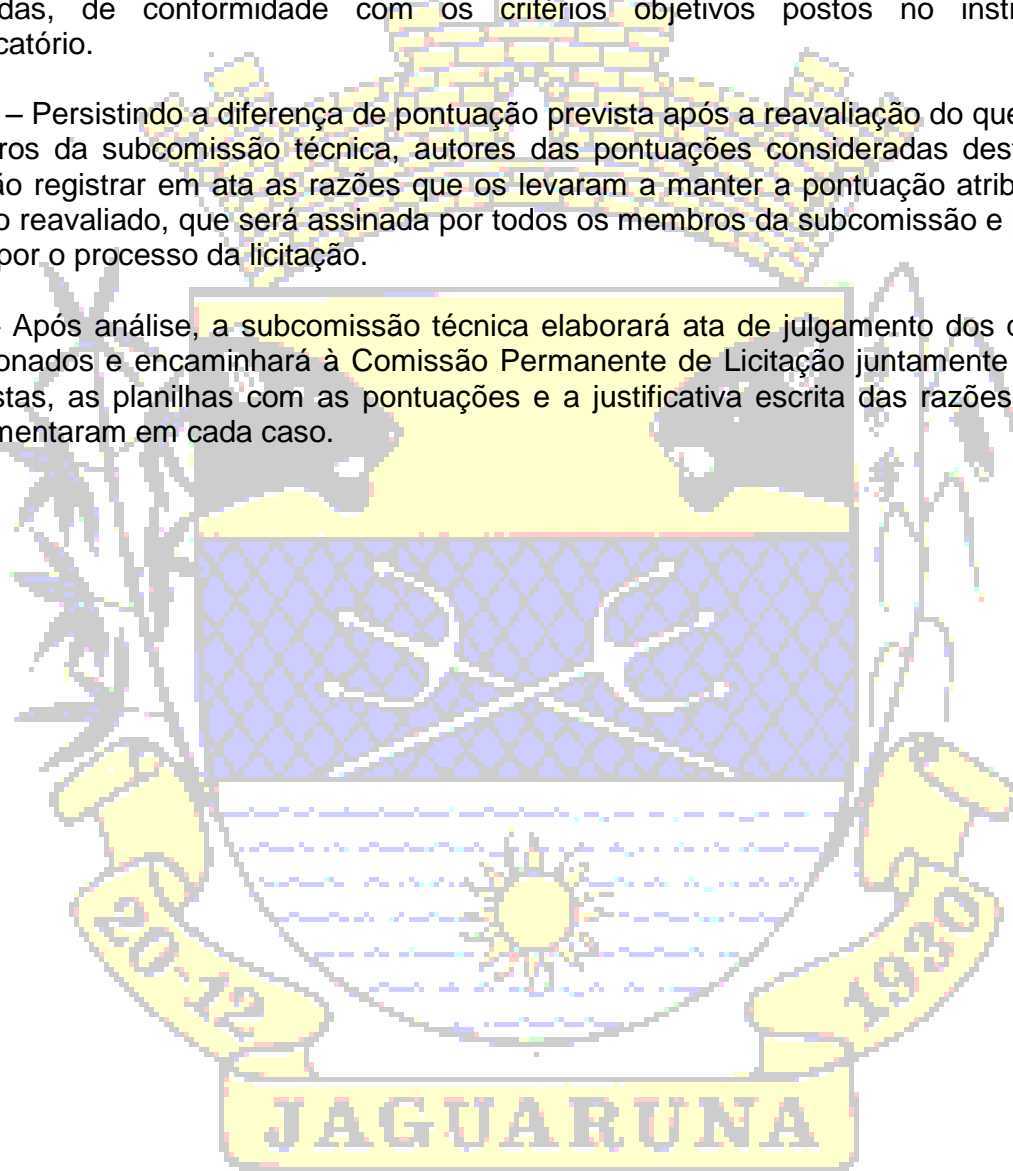 das, de conformidade com os critérios objetivos postos no inst
catório.
– Persistindo a diferença de pontuação prevista após a reavaliação do que
ros da subcomissão técnica, autores das pontuações consideradas dest
ão registrar em ata as razões que os levaram a manter a pontuação atrib
o reavaliado, que será assinada por todos os membros da subcomissão e
por o processo da licitação.
- Após análise, a subcomissão técnica elaborará ata de julgamento dos
onados e encaminhará à Comissão Permanente de Licitação juntamente
stas, as planilhas com as pontuações e a justificativa escrita das razões
mentaram em cada caso.
20-12
1930
JAGUARUNA